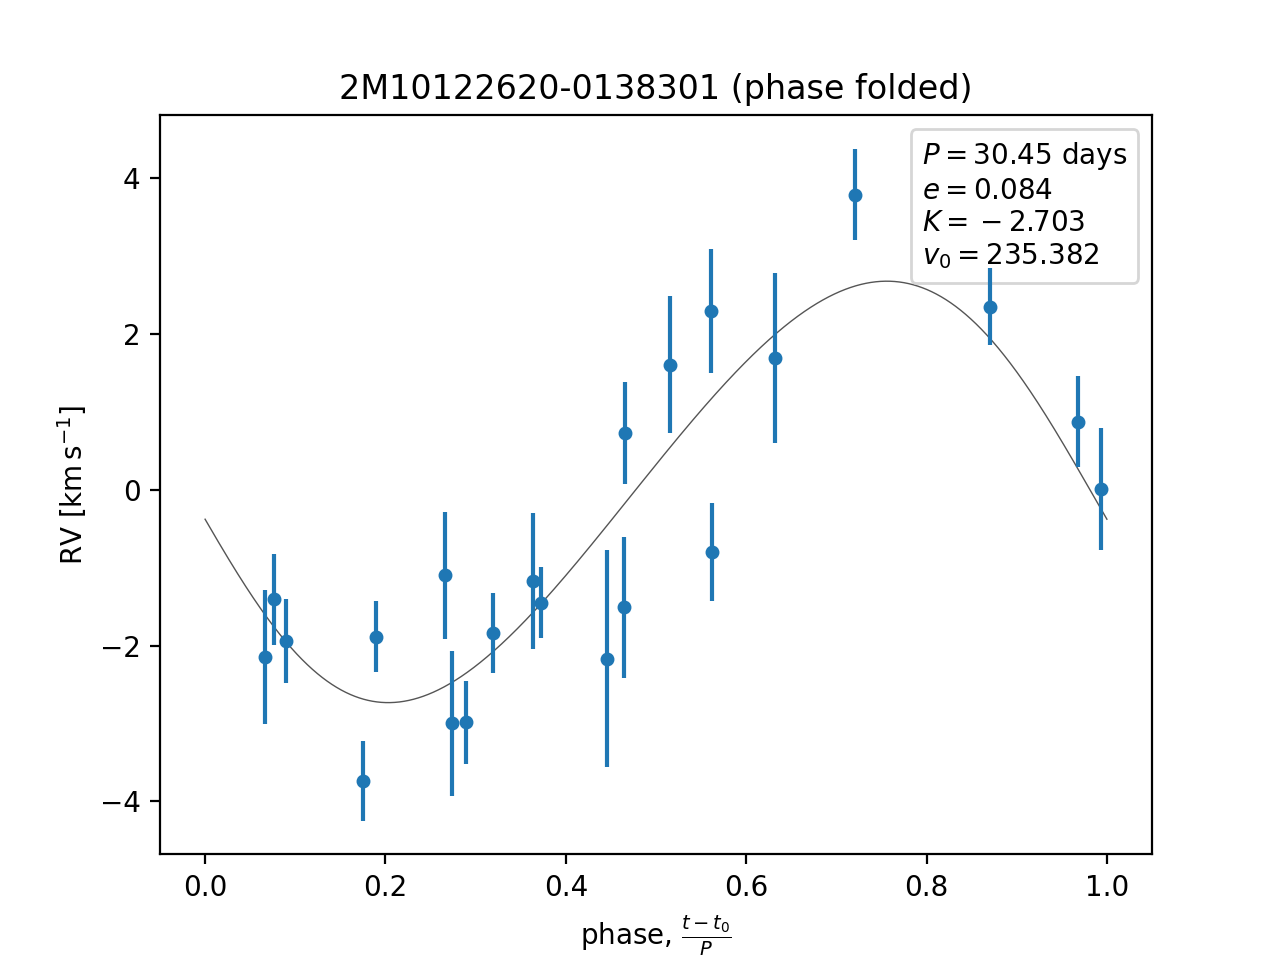 2M10122620-0138301 (phase folded)
P = 30.45 days
e = 0.084
K = −2.703
v₀ = 235.382
4
2
0
−2
−4
RV [km s⁻¹]
0.0 0.2 0.4 0.6 0.8 1.0
phase, (t − t₀)/P